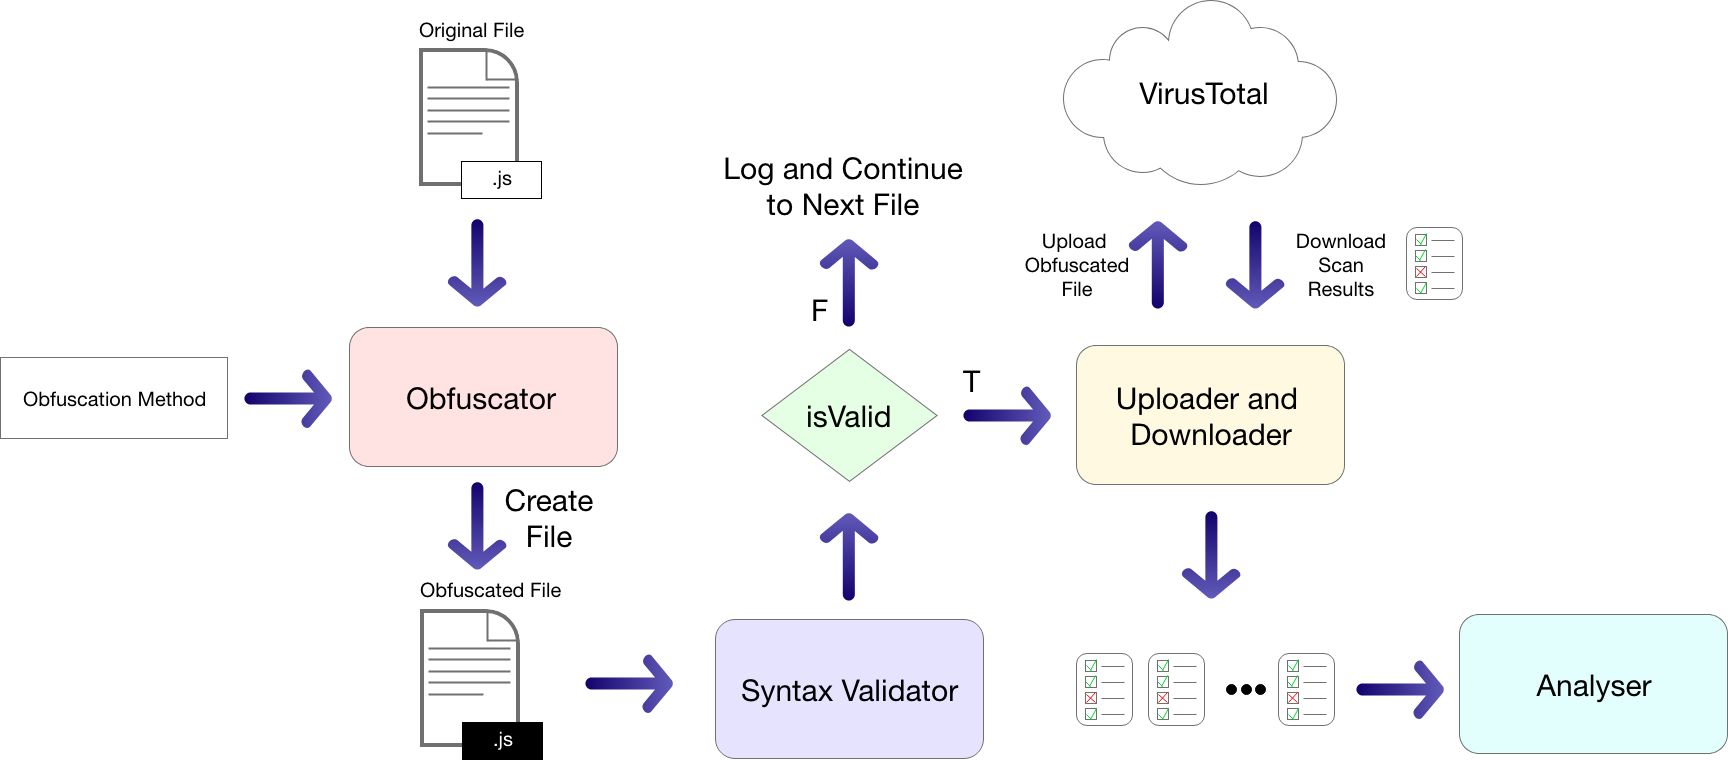 Original File
.js
Obfuscation Method
Obfuscator
Create
File
Obfuscated File
.js
Syntax Validator
isValid
F
Log and Continue
to Next File
T
Uploader and
Downloader
Upload
Obfuscated
File
VirusTotal
Download
Scan
Results
Analyser